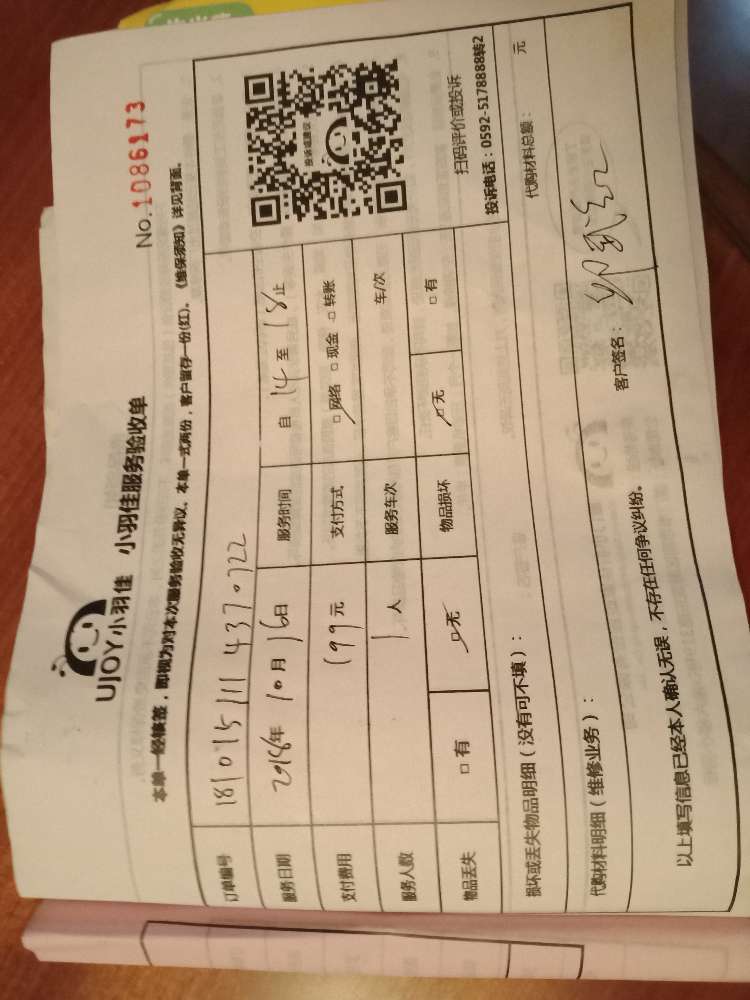 UJOY小羽佳 小羽佳服务验收单
No.1086173
本单一经核签，即视为对本次服务验收无异议。本单一式两份，客户留存一份(红)。《维保须知》详见背面。
订单编号 181015111 4370722
服务日期 2018年 10月 16日 服务时间 自 14 至 18 止
支付费用 199元 支付方式 □网络 □现金 □转账
服务人数 1 人 服务车次 车/次
物品丢失 □有 □无 物品损坏 □无 □有
投诉或建议
扫码评价或投诉
投诉电话：0592-5178888转2
损坏或丢失物品明细（没有可不填）：
代购材料明细（维修业务）： 代购材料总额： 元
以上填写信息已经本人确认无误，不存在任何争议纠纷。 客户签名：